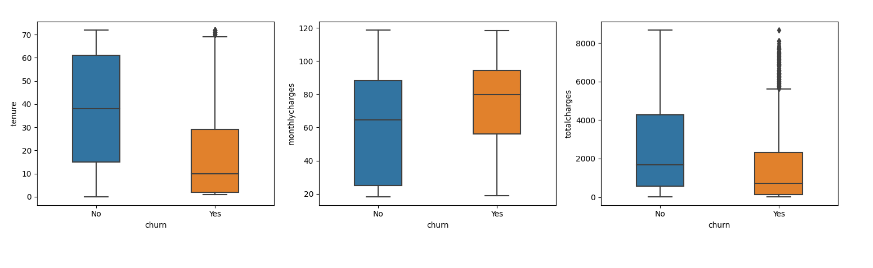 70
60
50
40
30
20
10
0
tenure
No
Yes
churn
120
100
80
60
40
20
monthlycharges
No
Yes
churn
8000
6000
4000
2000
0
totalcharges
No
Yes
churn